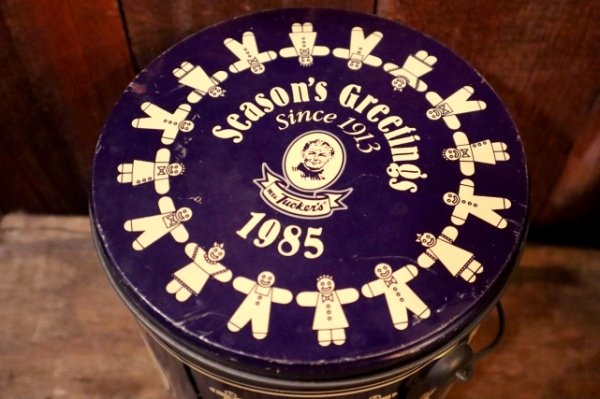 Season's Greetings
Since 1913
MRS. Tucker's
1985